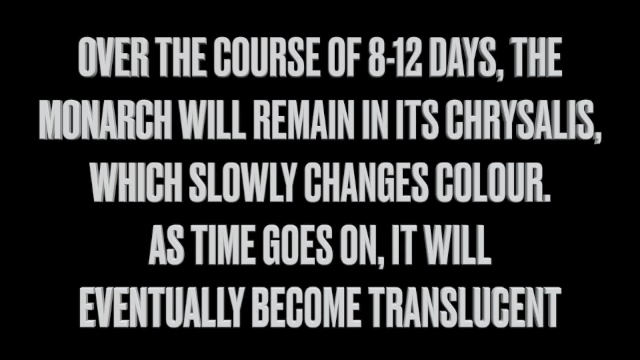 OVER THE COURSE OF 8-12 DAYS, THE
MONARCH WILL REMAIN IN ITS CHRYSALIS,
WHICH SLOWLY CHANGES COLOUR.
AS TIME GOES ON, IT WILL
EVENTUALLY BECOME TRANSLUCENT